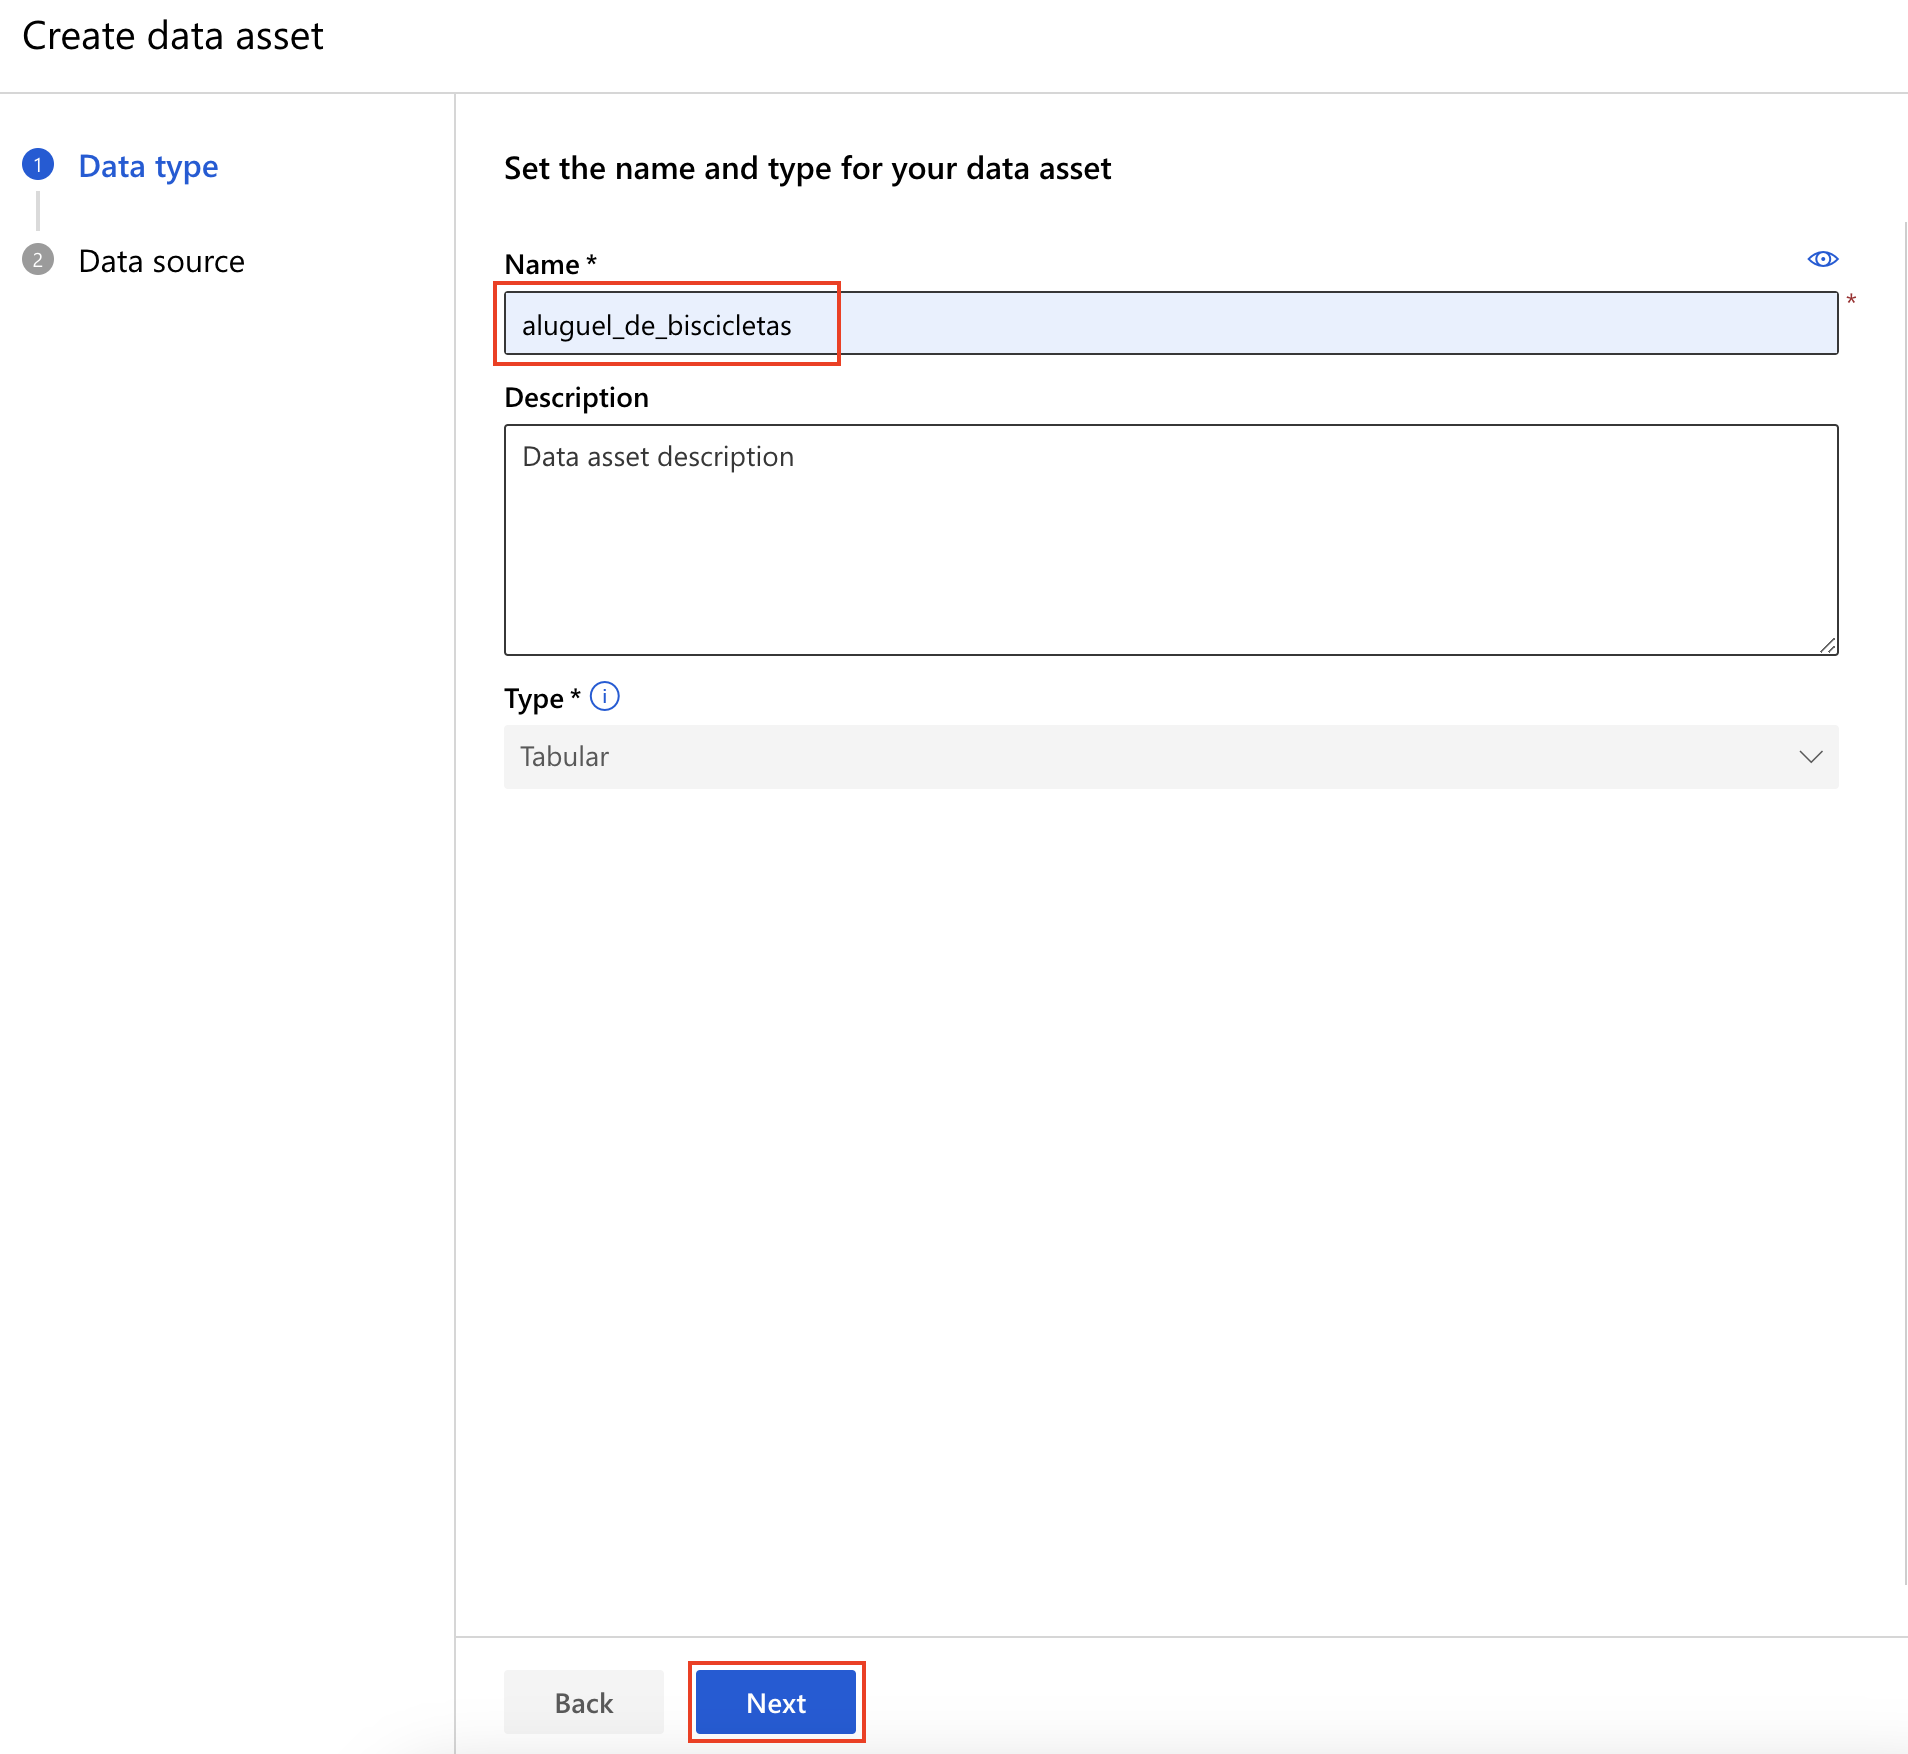 Create data asset
1 Data type
2 Data source
Set the name and type for your data asset
Name *
aluguel_de_biscicletas
*
Description
Data asset description
Type * i
Tabular
Back
Next